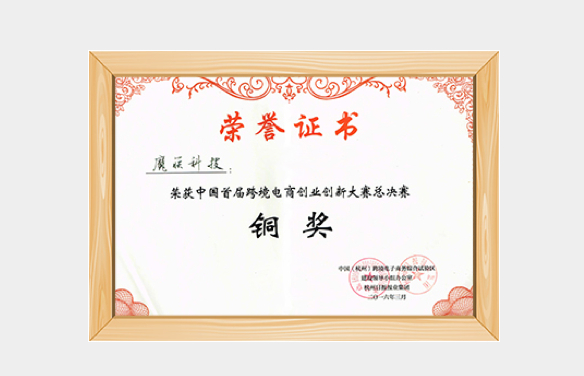 荣誉证书
科技：
荣获中国首届跨境电商创业创新大赛总决赛
铜奖
中国（杭州）跨境电子商务综合试验区
建设领导小组办公室
杭州日报报业集团
二〇一六年三月